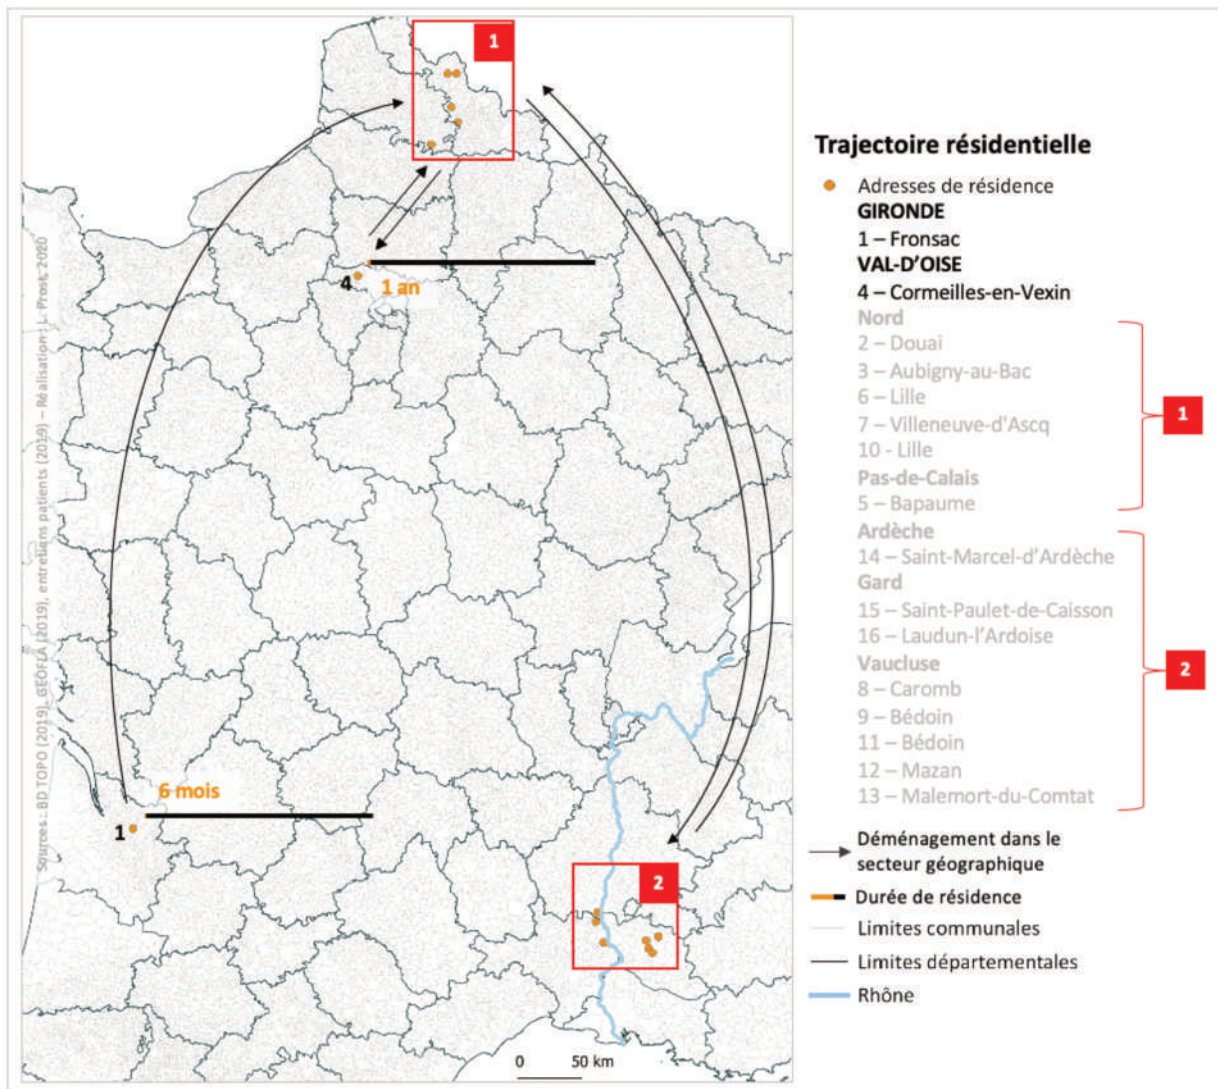 1
4
1 an
6 mois
1
2
0 50 km
Sources : BD TOPO (2019), GEOFLA (2019), entretiens patients (2019) – Réalisation : L. Prost, 2020
Trajectoire résidentielle
Adresses de résidence
GIRONDE
1 – Fronsac
VAL-D'OISE
4 – Cormeilles-en-Vexin
Nord
2 – Douai
3 – Aubigny-au-Bac
6 – Lille
7 – Villeneuve-d'Ascq
10 - Lille
Pas-de-Calais
5 – Bapaume
1
Ardèche
14 – Saint-Marcel-d'Ardèche
Gard
15 – Saint-Paulet-de-Caisson
16 – Laudun-l'Ardoise
Vaucluse
8 – Caromb
9 – Bédoin
11 – Bédoin
12 – Mazan
13 – Malemort-du-Comtat
2
Déménagement dans le
secteur géographique
Durée de résidence
Limites communales
Limites départementales
Rhône